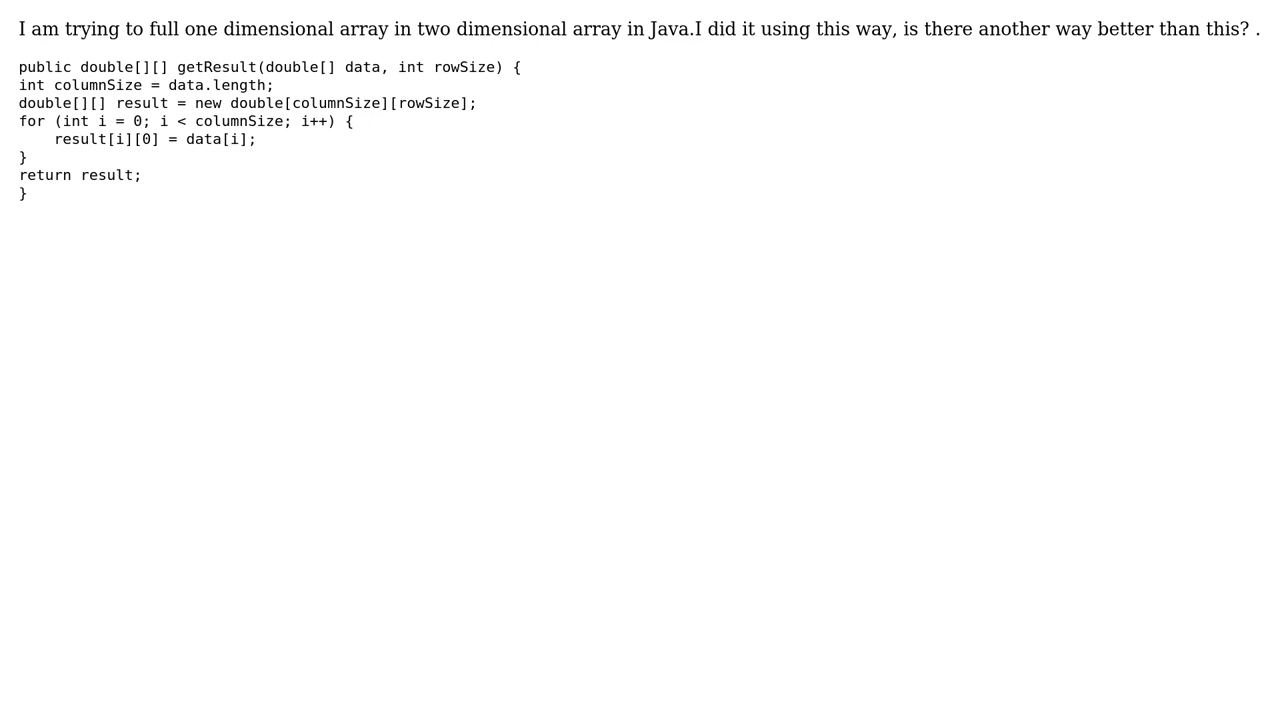 I am trying to full one dimensional array in two dimensional array in Java.I did it using this way, is there another way better than this? .
public double[][] getResult(double[] data, int rowSize) {
int columnSize = data.length;
double[][] result = new double[columnSize][rowSize];
for (int i = 0; i < columnSize; i++) {
    result[i][0] = data[i];
}
return result;
}